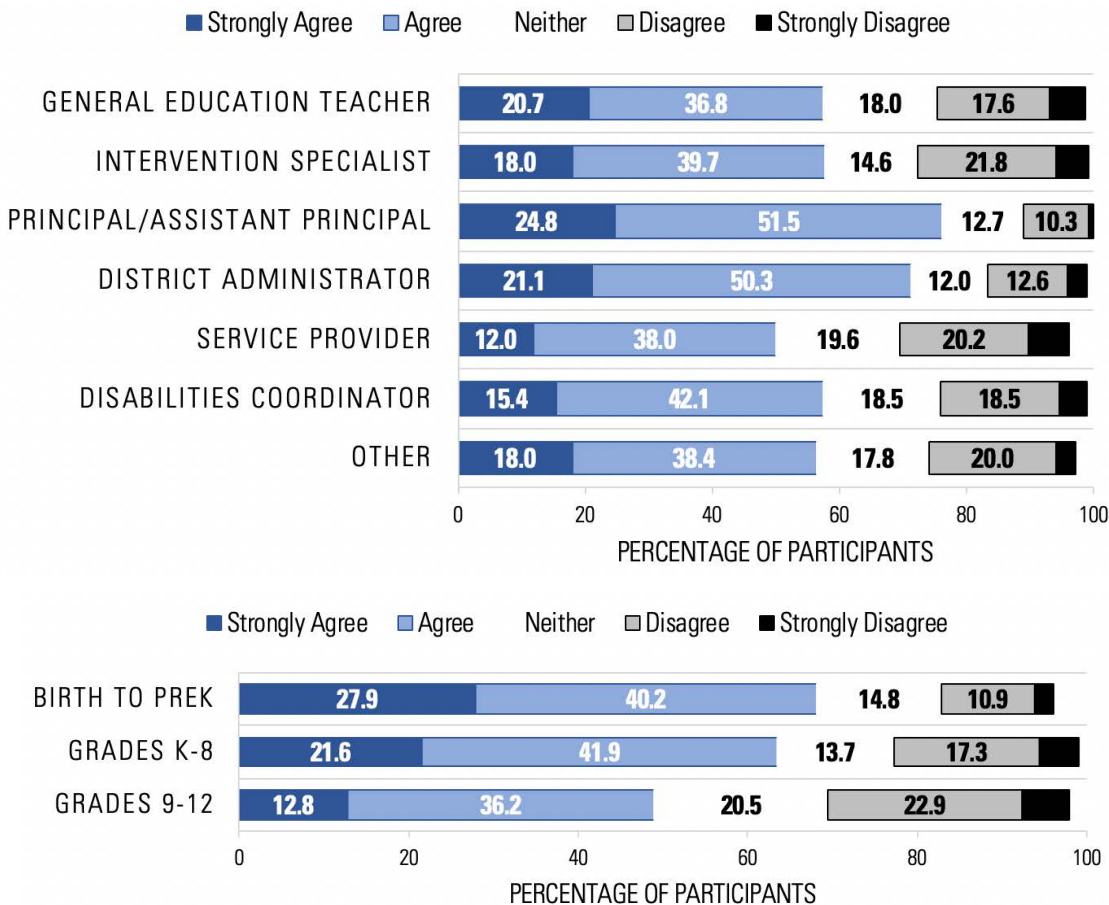 Strongly Agree Agree Neither Disagree Strongly Disagree
GENERAL EDUCATION TEACHER 20.7 36.8 18.0 17.6
INTERVENTION SPECIALIST 18.0 39.7 14.6 21.8
PRINCIPAL/ASSISTANT PRINCIPAL 24.8 51.5 12.7 10.3
DISTRICT ADMINISTRATOR 21.1 50.3 12.0 12.6
SERVICE PROVIDER 12.0 38.0 19.6 20.2
DISABILITIES COORDINATOR 15.4 42.1 18.5 18.5
OTHER 18.0 38.4 17.8 20.0
0 20 40 60 80 100
PERCENTAGE OF PARTICIPANTS
Strongly Agree Agree Neither Disagree Strongly Disagree
BIRTH TO PREK 27.9 40.2 14.8 10.9
GRADES K-8 21.6 41.9 13.7 17.3
GRADES 9-12 12.8 36.2 20.5 22.9
0 20 40 60 80 100
PERCENTAGE OF PARTICIPANTS